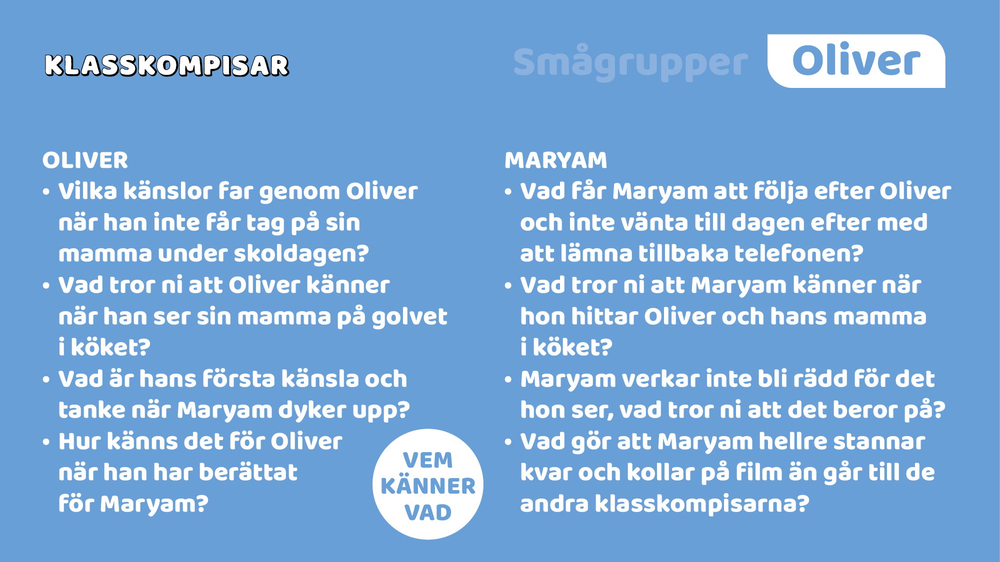 KLASSKOMPISAR
Smågrupper
Oliver
OLIVER
• Vilka känslor far genom Oliver
när han inte får tag på sin
mamma under skoldagen?
• Vad tror ni att Oliver känner
när han ser sin mamma på golvet
i köket?
• Vad är hans första känsla och
tanke när Maryam dyker upp?
• Hur känns det för Oliver
när han har berättat
för Maryam?
VEM
KÄNNER
VAD
MARYAM
• Vad får Maryam att följa efter Oliver
och inte vänta till dagen efter med
att lämna tillbaka telefonen?
• Vad tror ni att Maryam känner när
hon hittar Oliver och hans mamma
i köket?
• Maryam verkar inte bli rädd för det
hon ser, vad tror ni att det beror på?
• Vad gör att Maryam hellre stannar
kvar och kollar på film än går till de
andra klasskompisarna?